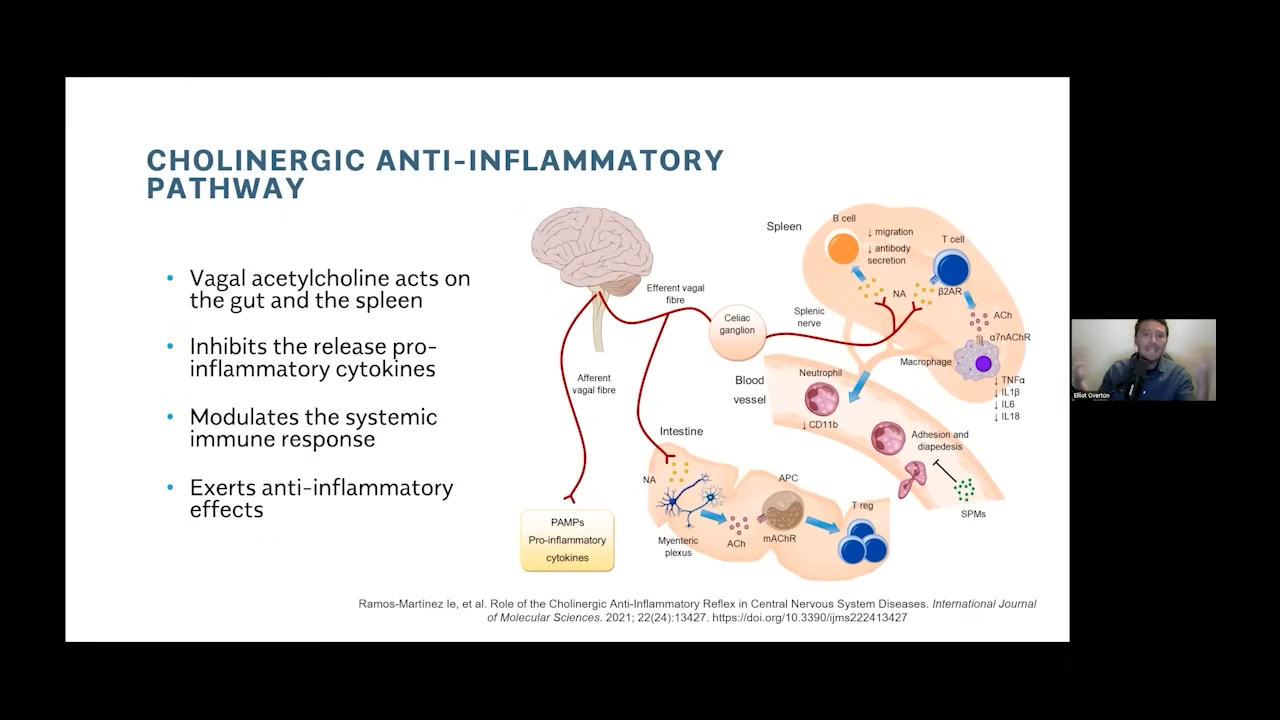 CHOLINERGIC ANTI-INFLAMMATORY
PATHWAY
• Vagal acetylcholine acts on
the gut and the spleen
• Inhibits the release pro-
inflammatory cytokines
• Modulates the systemic
immune response
• Exerts anti-inflammatory
effects
Spleen
B cell
↓ migration
↓ antibody
secretion
T cell
NA
β2AR
ACh
α7nAChR
Macrophage
↓ TNFα
↓ IL1β
↓ IL6
↓ IL18
Efferent vagal
fibre
Celiac
ganglion
Splenic
nerve
Afferent
vagal fibre
Blood
vessel
Neutrophil
↓ CD11b
Adhesion and
diapedesis
SPMs
Intestine
NA
Myenteric
plexus
ACh
APC
mAChR
T reg
PAMPs
Pro-inflammatory
cytokines
Ramos-Martínez Ie, et al. Role of the Cholinergic Anti-Inflammatory Reflex in Central Nervous System Diseases. International Journal
of Molecular Sciences. 2021; 22(24):13427. https://doi.org/10.3390/ijms222413427
Elliot Overton